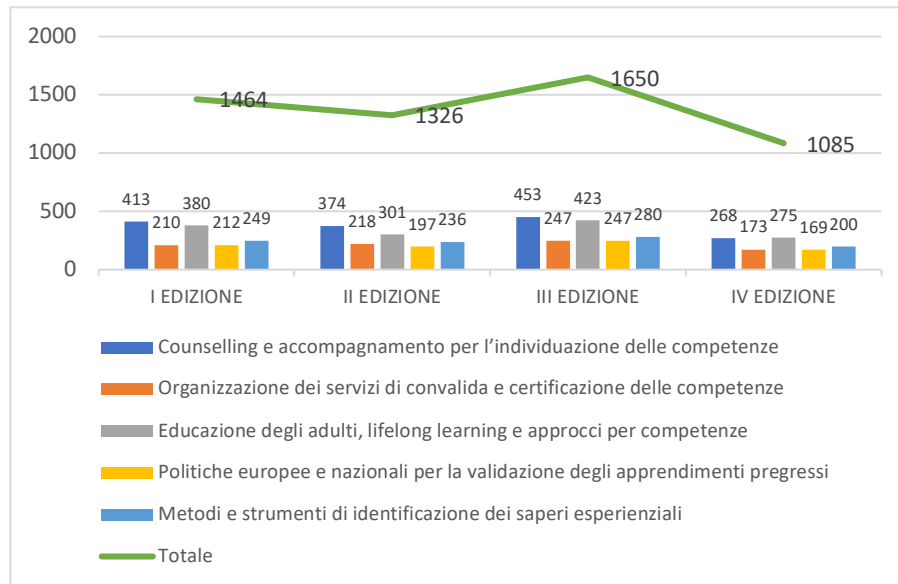 2000
1500
1000
500
0
1464
1326
1650
1085
413
210
380
212
249
374
218
301
197
236
453
247
423
247
280
268
173
275
169
200
I EDIZIONE
II EDIZIONE
III EDIZIONE
IV EDIZIONE
Counselling e accompagnamento per l’individuazione delle competenze
Organizzazione dei servizi di convalida e certificazione delle competenze
Educazione degli adulti, lifelong learning e approcci per competenze
Politiche europee e nazionali per la validazione degli apprendimenti pregressi
Metodi e strumenti di identificazione dei saperi esperienziali
Totale